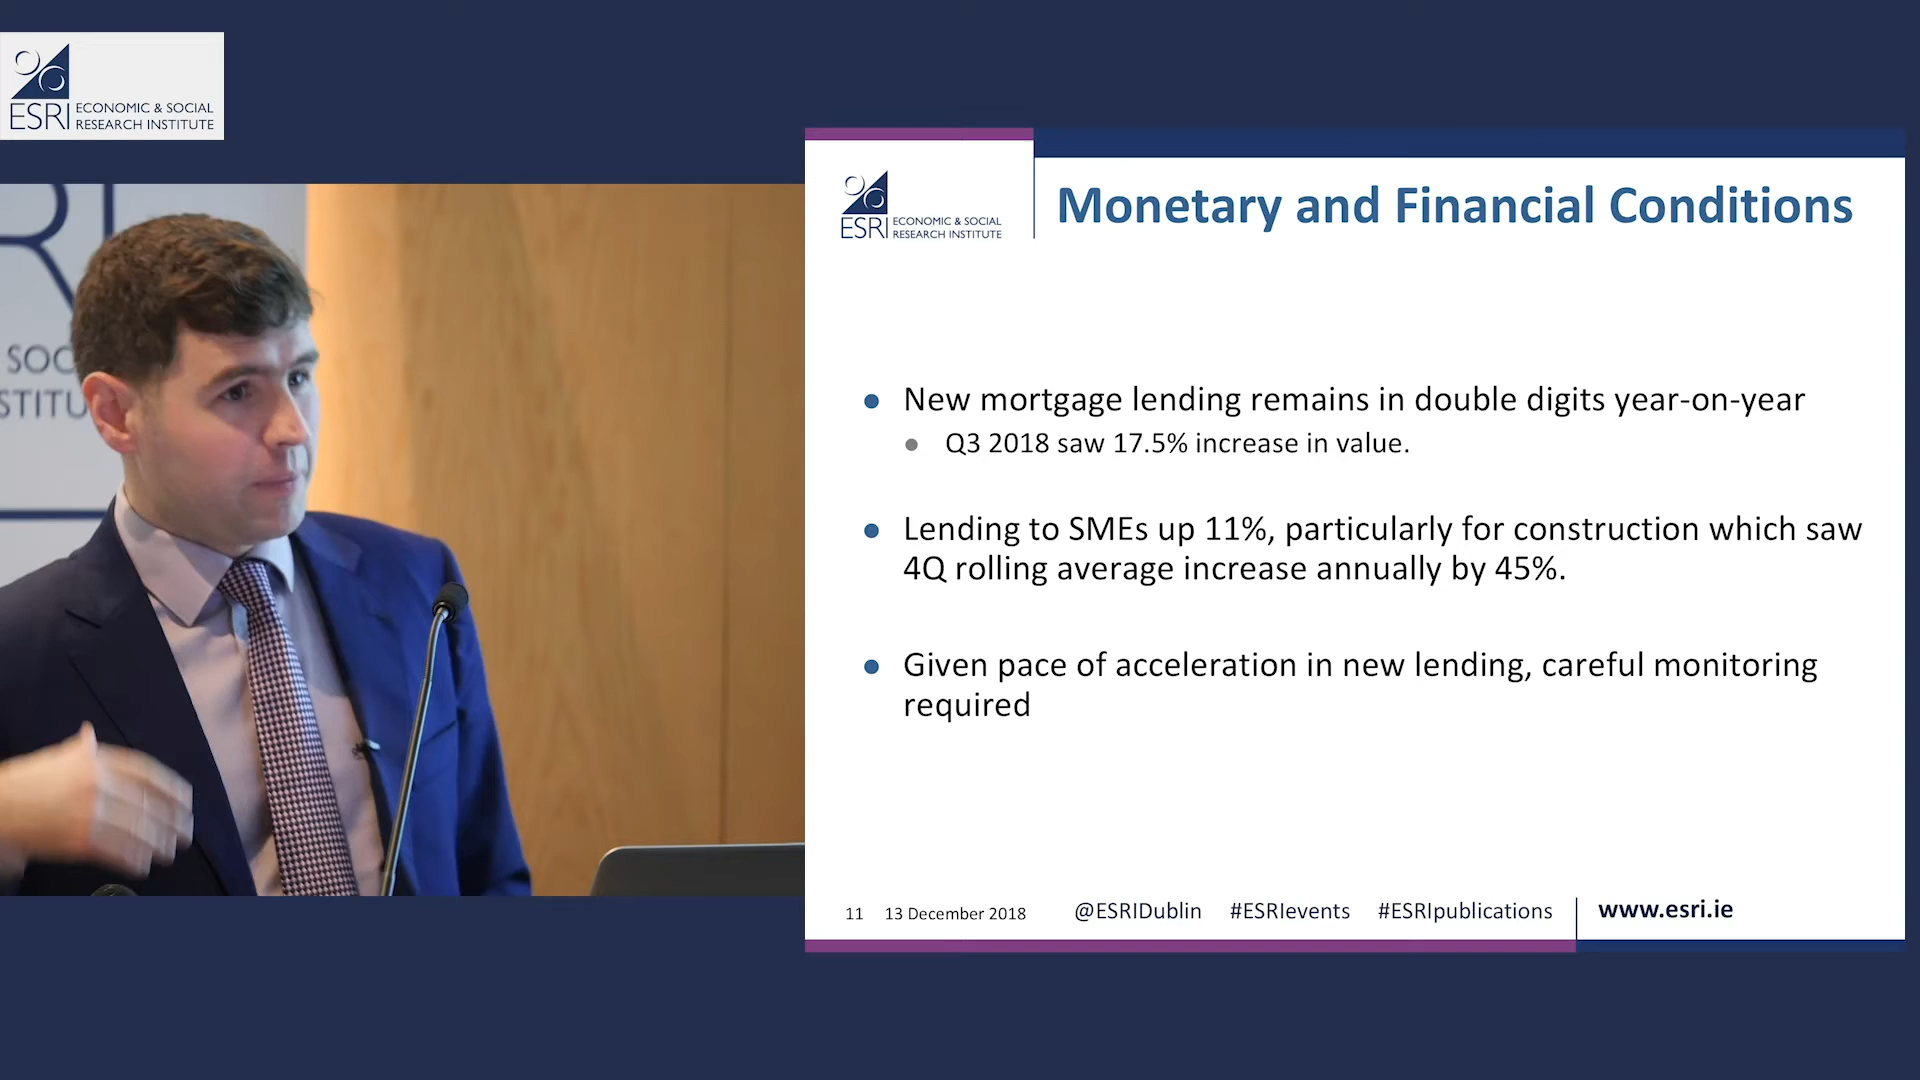 ESRI ECONOMIC & SOCIAL
RESEARCH INSTITUTE
R
SOC
STITU
ESRI ECONOMIC & SOCIAL
RESEARCH INSTITUTE
Monetary and Financial Conditions
New mortgage lending remains in double digits year-on-year
Q3 2018 saw 17.5% increase in value.
Lending to SMEs up 11%, particularly for construction which saw
4Q rolling average increase annually by 45%.
Given pace of acceleration in new lending, careful monitoring
required
11 13 December 2018 @ESRIDublin #ESRIevents #ESRIpublications www.esri.ie